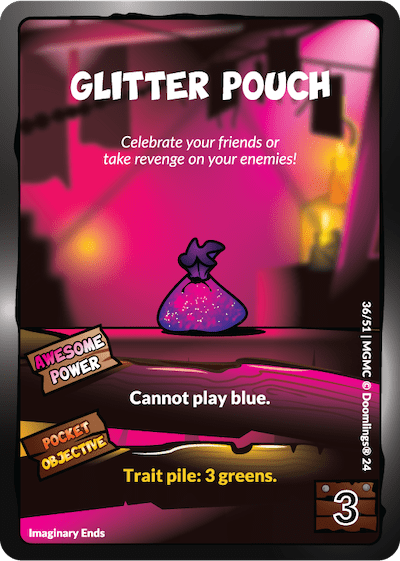 GLITTER POUCH
Celebrate your friends or
take revenge on your enemies!
AWESOME
POWER
Cannot play blue.
POCKET
OBJECTIVE
Trait pile: 3 greens.
36/51 | MGMC © Doomlings® 24
3
Imaginary Ends